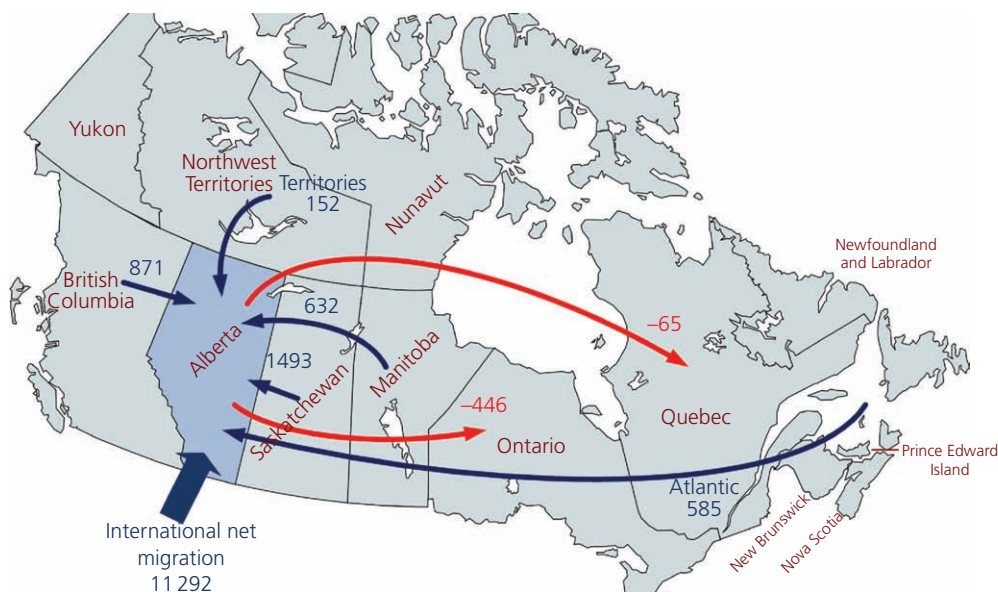 Yukon
Northwest
Territories
Territories
152
Nunavut
British
Columbia
871
Alberta
632
1493
Saskatchewan
Manitoba
–65
–446
Ontario
Quebec
Newfoundland
and Labrador
Prince Edward
Island
Atlantic
585
New Brunswick
Nova Scotia
International net
migration
11 292